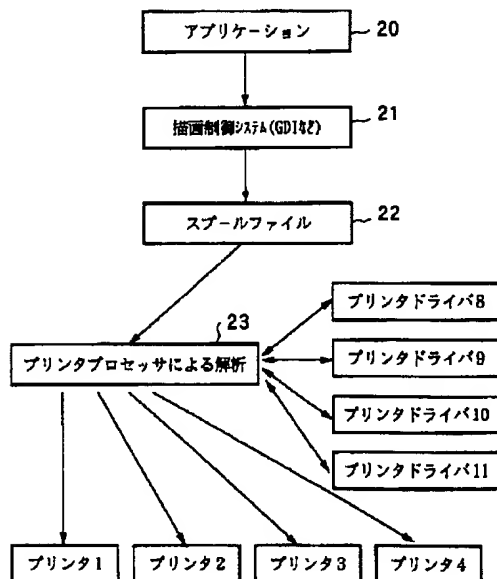 アプリケーション
20
描画制御システム(GDIなど)
21
スプールファイル
22
23
プリンタプロセッサによる解析
プリンタドライバ8
プリンタドライバ9
プリンタドライバ10
プリンタドライバ11
プリンタ1
プリンタ2
プリンタ3
プリンタ4